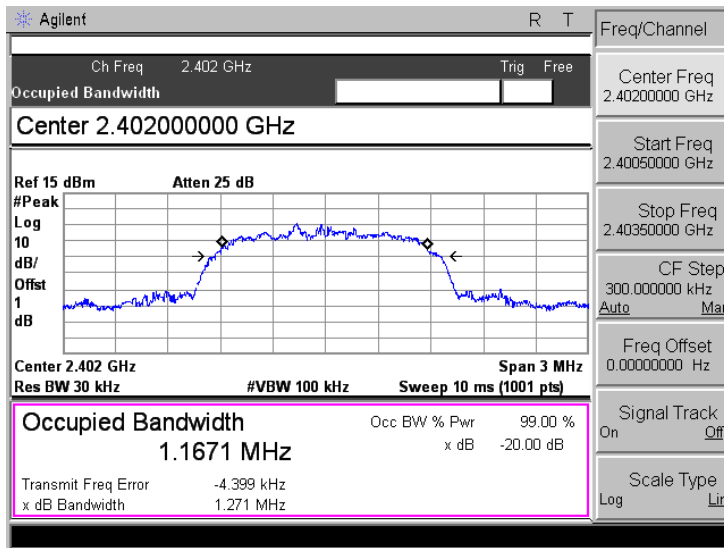 Agilent R T
Freq/Channel
Ch Freq 2.402 GHz Trig Free
Occupied Bandwidth
Center 2.402000000 GHz
Center Freq
2.40200000 GHz
Start Freq
2.40050000 GHz
Stop Freq
2.40350000 GHz
CF Step
300.000000 kHz
Auto Man
Freq Offset
0.00000000 Hz
Signal Track
On Off
Scale Type
Log Lin
Ref 15 dBm Atten 25 dB
#Peak
Log
10
dB/
Offst
1
dB
Center 2.402 GHz Span 3 MHz
Res BW 30 kHz #VBW 100 kHz Sweep 10 ms (1001 pts)
Occupied Bandwidth Occ BW % Pwr 99.00 %
1.1671 MHz x dB -20.00 dB
Transmit Freq Error -4.399 kHz
x dB Bandwidth 1.271 MHz